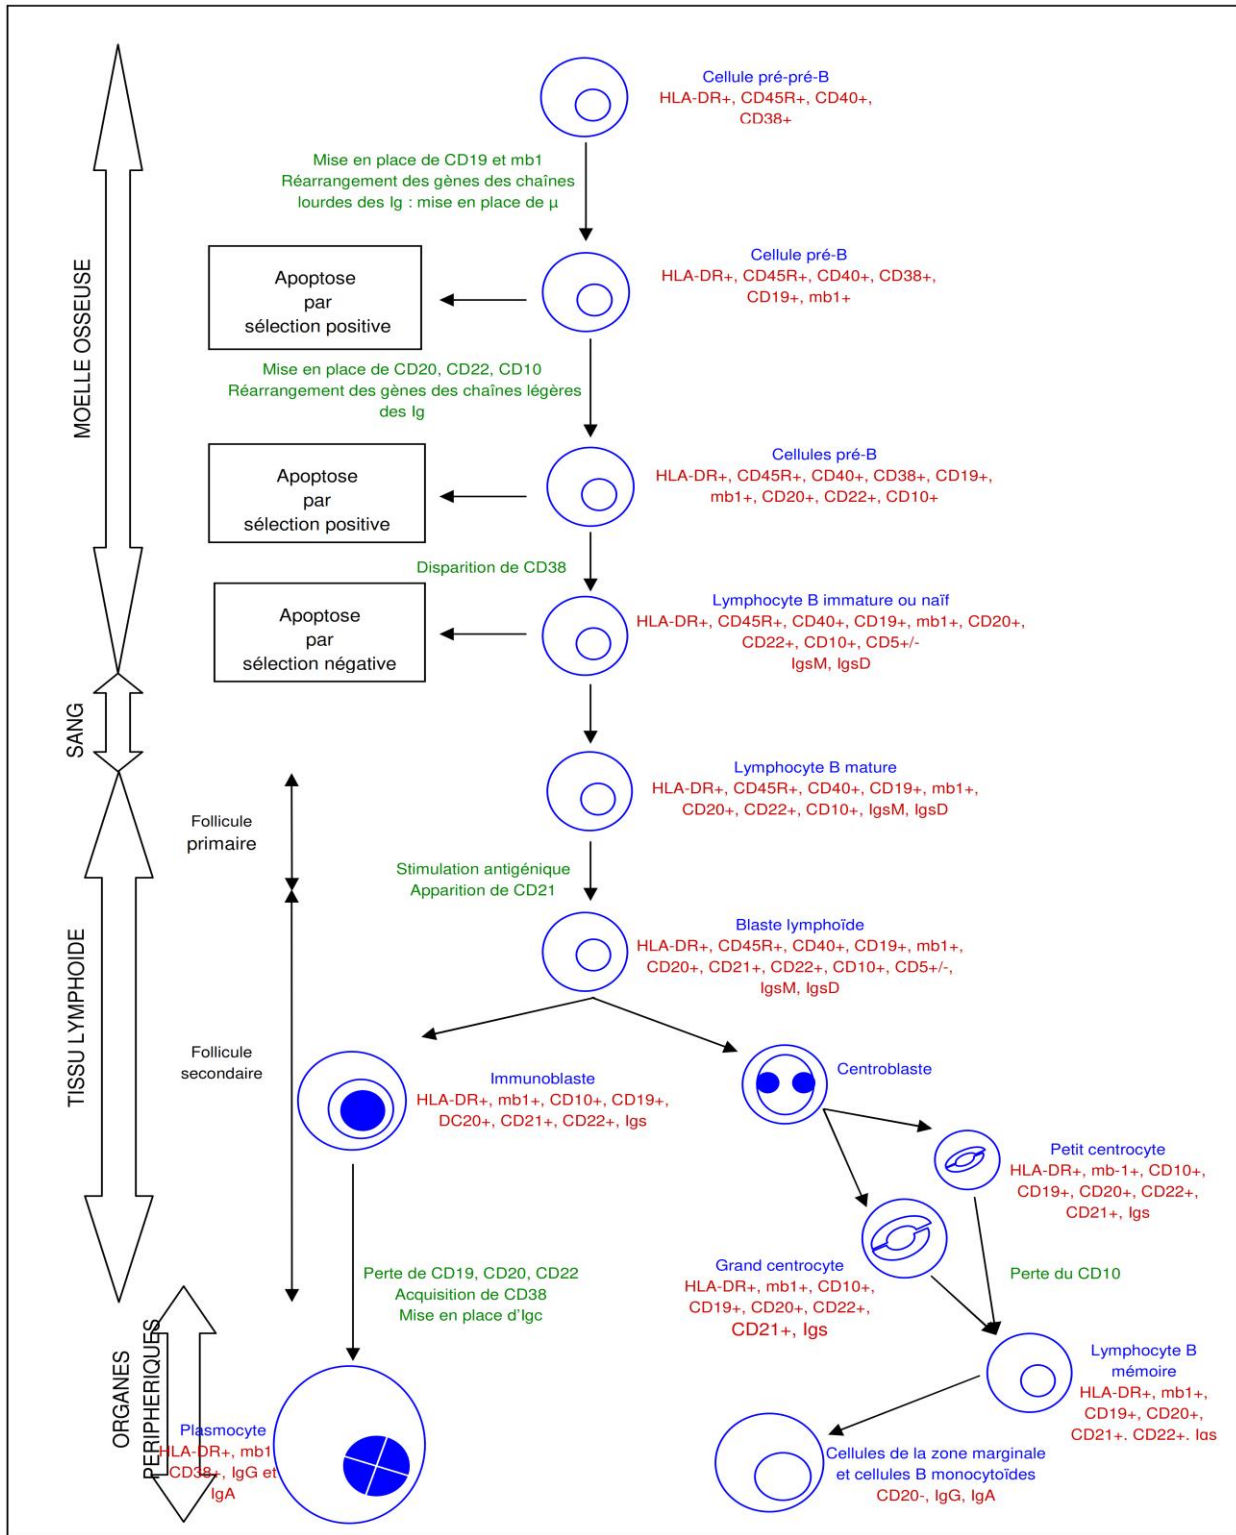 Cellule pré-pré-B
HLA-DR+, CD45R+, CD40+,
CD38+
Mise en place de CD19 et mb1
Réarrangement des gènes des chaînes
lourdes des Ig : mise en place de µ
MOELLE OSSEUSE
Apoptose
par
sélection positive
Cellule pré-B
HLA-DR+, CD45R+, CD40+, CD38+,
CD19+, mb1+
Mise en place de CD20, CD22, CD10
Réarrangement des gènes des chaînes légères
des Ig
Apoptose
par
sélection positive
Cellules pré-B
HLA-DR+, CD45R+, CD40+, CD38+, CD19+,
mb1+, CD20+, CD22+, CD10+
Disparition de CD38
Apoptose
par
sélection négative
Lymphocyte B immature ou naïf
HLA-DR+, CD45R+, CD40+, CD19+, mb1+, CD20+,
CD22+, CD10+, CD5+/-
IgsM, IgsD
SANG
Lymphocyte B mature
HLA-DR+, CD45R+, CD40+, CD19+, mb1+,
CD20+, CD22+, CD10+, IgsM, IgsD
Follicule
primaire
Stimulation antigénique
Apparition de CD21
TISSU LYMPHOIDE
Blaste lymphoïde
HLA-DR+, CD45R+, CD40+, CD19+, mb1+,
CD20+, CD21+, CD22+, CD10+, CD5+/-,
IgsM, IgsD
Follicule
secondaire
Immunoblaste
HLA-DR+, mb1+, CD10+, CD19+,
DC20+, CD21+, CD22+, Igs
Centroblaste
Petit centrocyte
HLA-DR+, mb-1+, CD10+,
CD19+, CD20+, CD22+,
CD21+, Igs
Grand centrocyte
HLA-DR+, mb1+, CD10+,
CD19+, CD20+, CD22+,
CD21+, Igs
Perte du CD10
Perte de CD19, CD20, CD22
Acquisition de CD38
Mise en place d'Igc
ORGANES
PERIPHERIQUES
Lymphocyte B
mémoire
HLA-DR+, mb1+,
CD19+, CD20+,
CD21+. CD22+. Igs
Plasmocyte
HLA-DR+, mb1
CD38+, IgG et
IgA
Cellules de la zone marginale
et cellules B monocytoïdes
CD20-, IgG, IgA